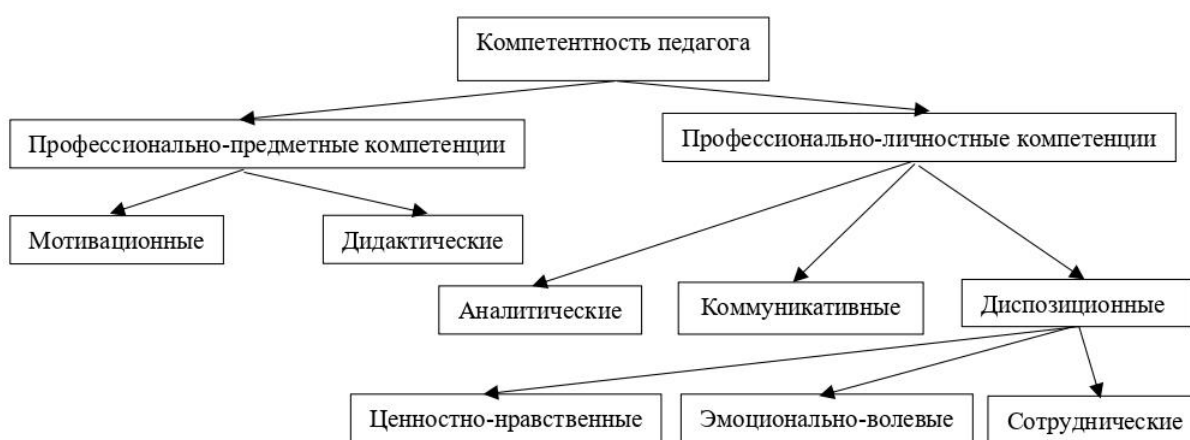 Компетентность педагога
Профессионально-предметные компетенции
Профессионально-личностные компетенции
Мотивационные
Дидактические
Аналитические
Коммуникативные
Диспозиционные
Ценностно-нравственные
Эмоционально-волевые
Сотруднические